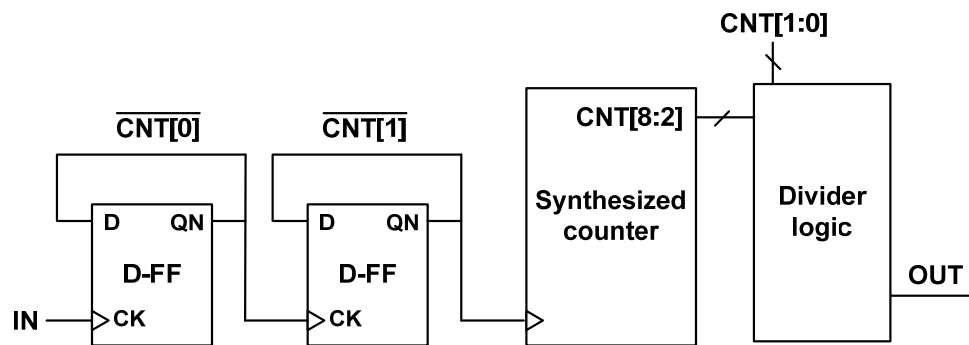 CNT[1:0]
CNT[0]
CNT[1]
CNT[8:2]
D QN
D-FF
CK
D QN
D-FF
CK
Synthesized
counter
Divider
logic
IN
OUT